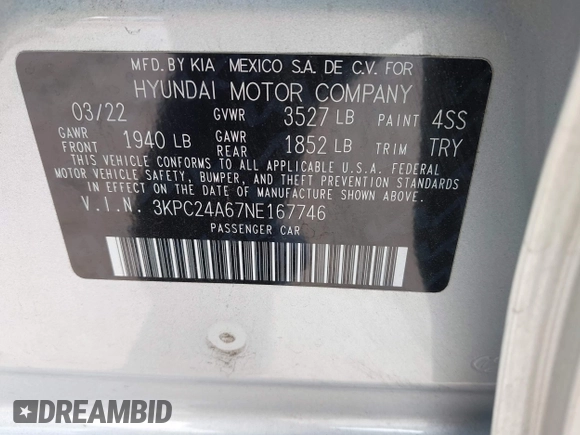 MFD. BY KIA MEXICO S.A. DE C.V. FOR
HYUNDAI MOTOR COMPANY
03/22 GVWR 3527 LB PAINT 4SS
GAWR FRONT 1940 LB GAWR REAR 1852 LB TRIM TRY
THIS VEHICLE CONFORMS TO ALL APPLICABLE U.S.A. FEDERAL
MOTOR VEHICLE SAFETY, BUMPER, AND THEFT PREVENTION STANDARDS
IN EFFECT ON THE DATE OF MANUFACTURE SHOWN ABOVE.
V.I.N. 3KPC24A67NE167746
PASSENGER CAR
DREAMBID